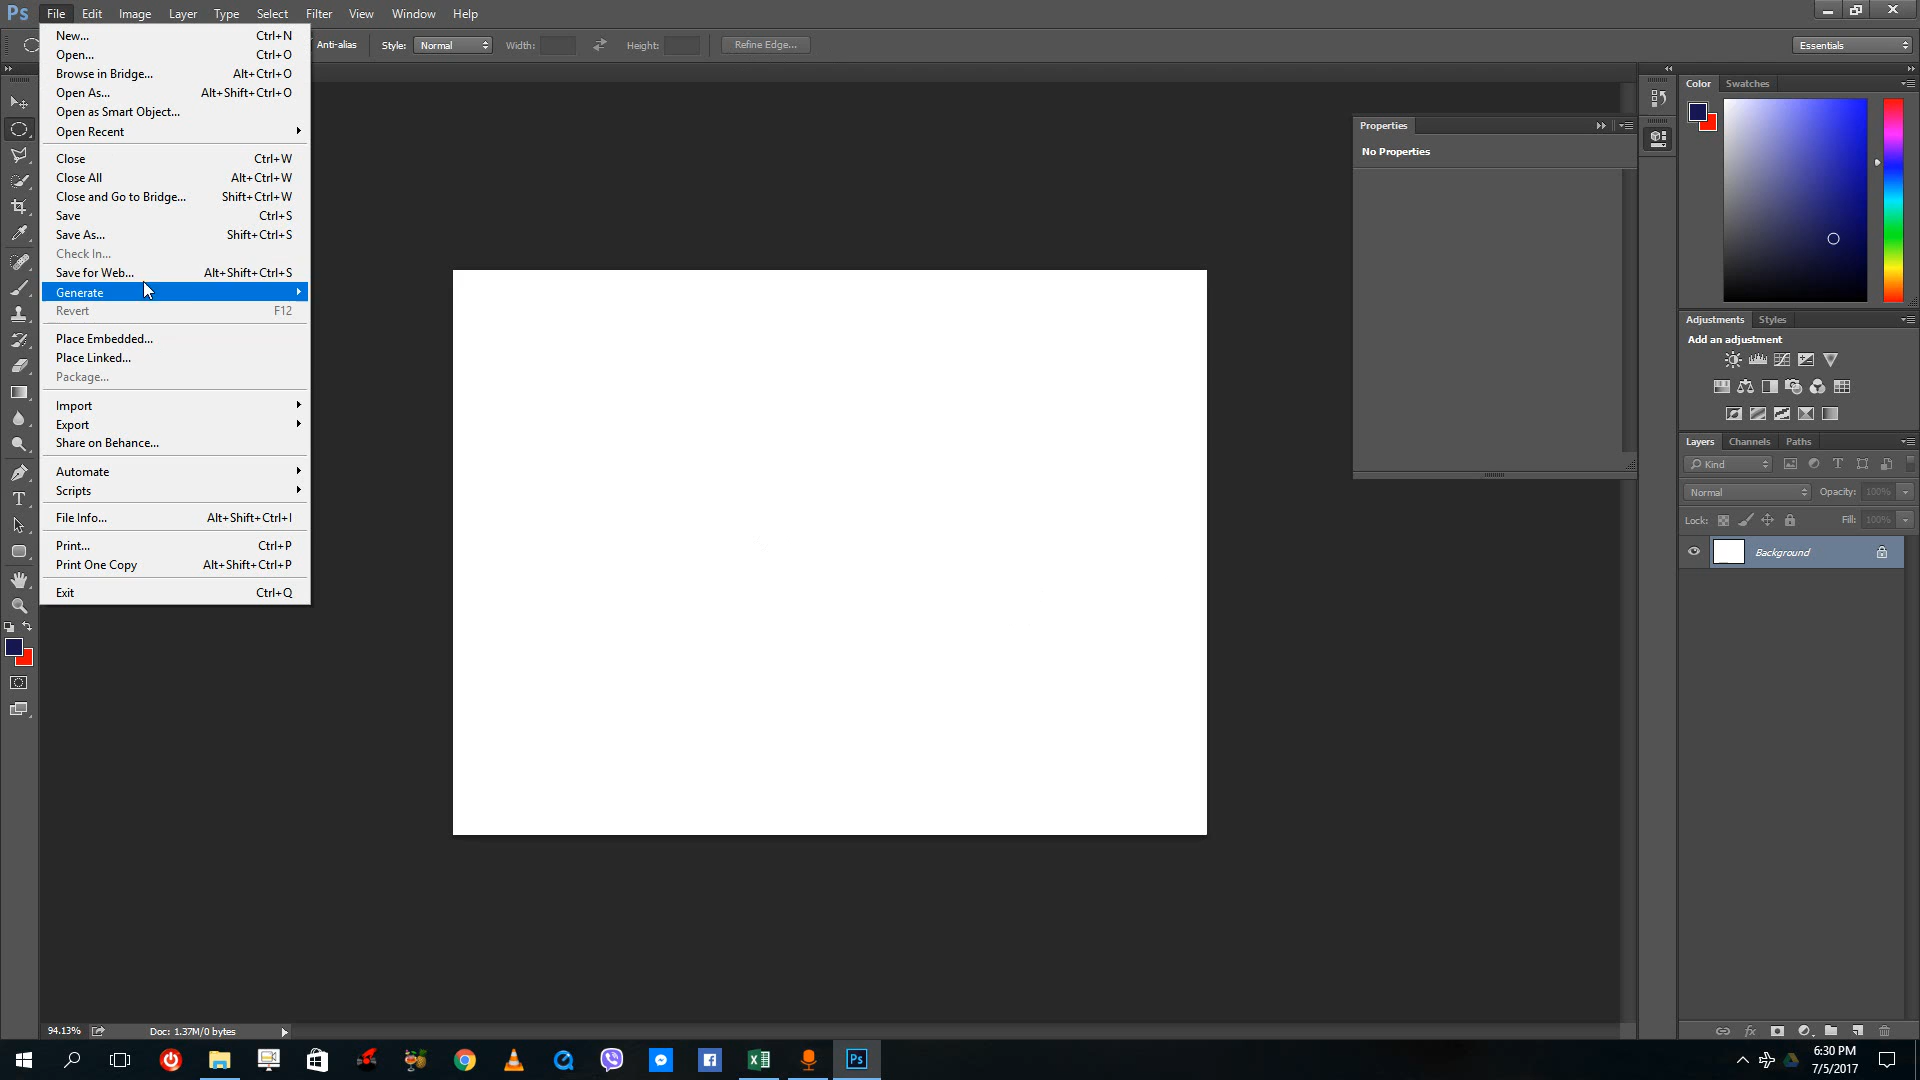 Ps File Edit Image Layer Type Select Filter View Window Help
Anti-alias Style: Normal Width: Height: Refine Edge... Essentials
New... Ctrl+N
Open... Ctrl+O
Browse in Bridge... Alt+Ctrl+O
Open As... Alt+Shift+Ctrl+O
Open as Smart Object...
Open Recent
Close Ctrl+W
Close All Alt+Ctrl+W
Close and Go to Bridge... Shift+Ctrl+W
Save Ctrl+S
Save As... Shift+Ctrl+S
Check In...
Save for Web... Alt+Shift+Ctrl+S
Generate
Revert F12
Place Embedded...
Place Linked...
Package...
Import
Export
Share on Behance...
Automate
Scripts
File Info... Alt+Shift+Ctrl+I
Print... Ctrl+P
Print One Copy Alt+Shift+Ctrl+P
Exit Ctrl+Q
Properties
No Properties
Color Swatches
Adjustments Styles
Add an adjustment
Layers Channels Paths
Kind T
Normal Opacity: 100%
Lock: Fill: 100%
Background
fx
T
94.13% Doc: 1.37M/0 bytes
Ps
6:30 PM
7/5/2017